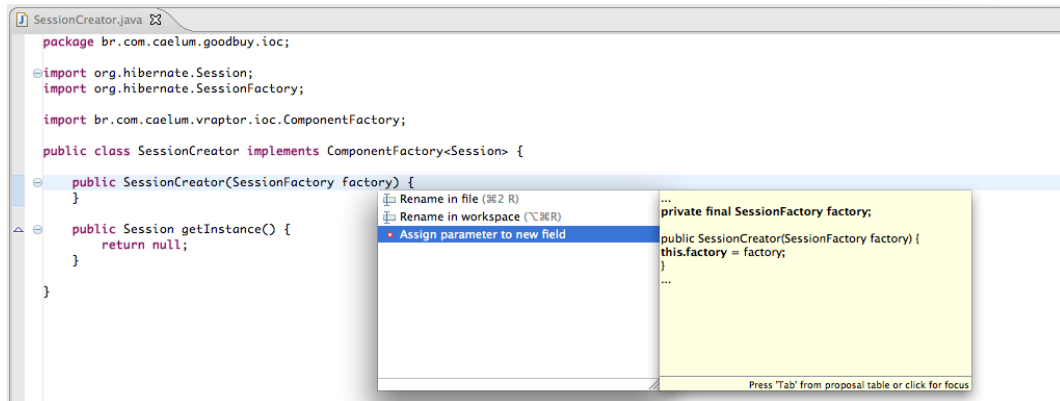 SessionCreator.java
package br.com.caelum.goodbuy.ioc;
import org.hibernate.Session;
import org.hibernate.SessionFactory;
import br.com.caelum.vraptor.ioc.ComponentFactory;
public class SessionCreator implements ComponentFactory<Session> {
public SessionCreator(SessionFactory factory) {
}
public Session getInstance() {
return null;
}
}
Rename in file (⌘2 R)
Rename in workspace (⌥⌘R)
Assign parameter to new field
...
private final SessionFactory factory;
public SessionCreator(SessionFactory factory) {
this.factory = factory;
}
...
Press 'Tab' from proposal table or click for focus